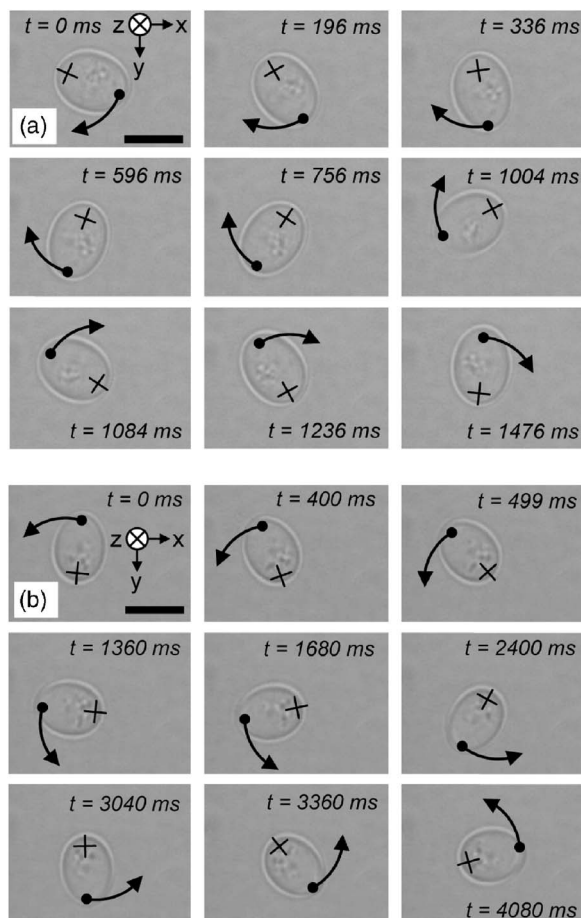 t = 0 ms z x
y
(a)
t = 196 ms
t = 336 ms
t = 596 ms
t = 756 ms
t = 1004 ms
t = 1084 ms
t = 1236 ms
t = 1476 ms
t = 0 ms
z x
y
(b)
t = 400 ms
t = 499 ms
t = 1360 ms
t = 1680 ms
t = 2400 ms
t = 3040 ms
t = 3360 ms
t = 4080 ms